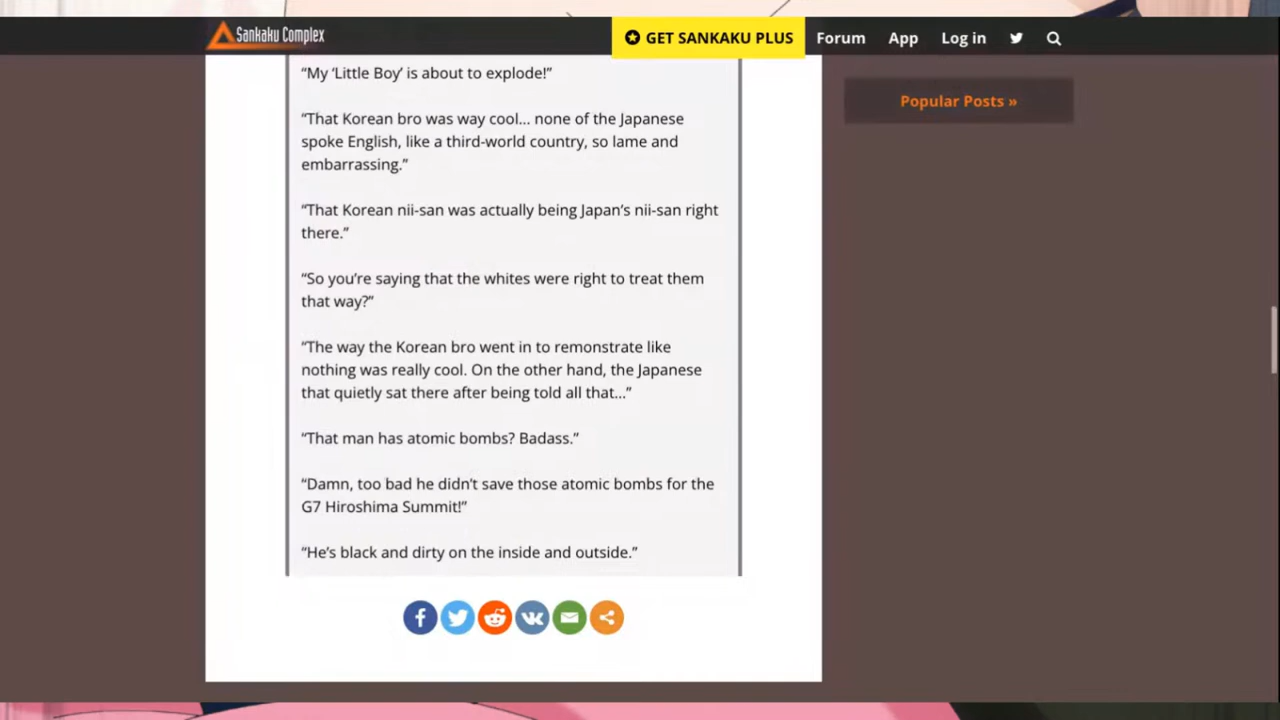 Sankaku Complex
GET SANKAKU PLUS
Forum
App
Log in
“My ‘Little Boy’ is about to explode!”
“That Korean bro was way cool... none of the Japanese
spoke English, like a third-world country, so lame and
embarrassing.”
“That Korean nii-san was actually being Japan’s nii-san right
there.”
“So you’re saying that the whites were right to treat them
that way?”
“The way the Korean bro went in to remonstrate like
nothing was really cool. On the other hand, the Japanese
that quietly sat there after being told all that...”
“That man has atomic bombs? Badass.”
“Damn, too bad he didn’t save those atomic bombs for the
G7 Hiroshima Summit!”
“He’s black and dirty on the inside and outside.”
Popular Posts »